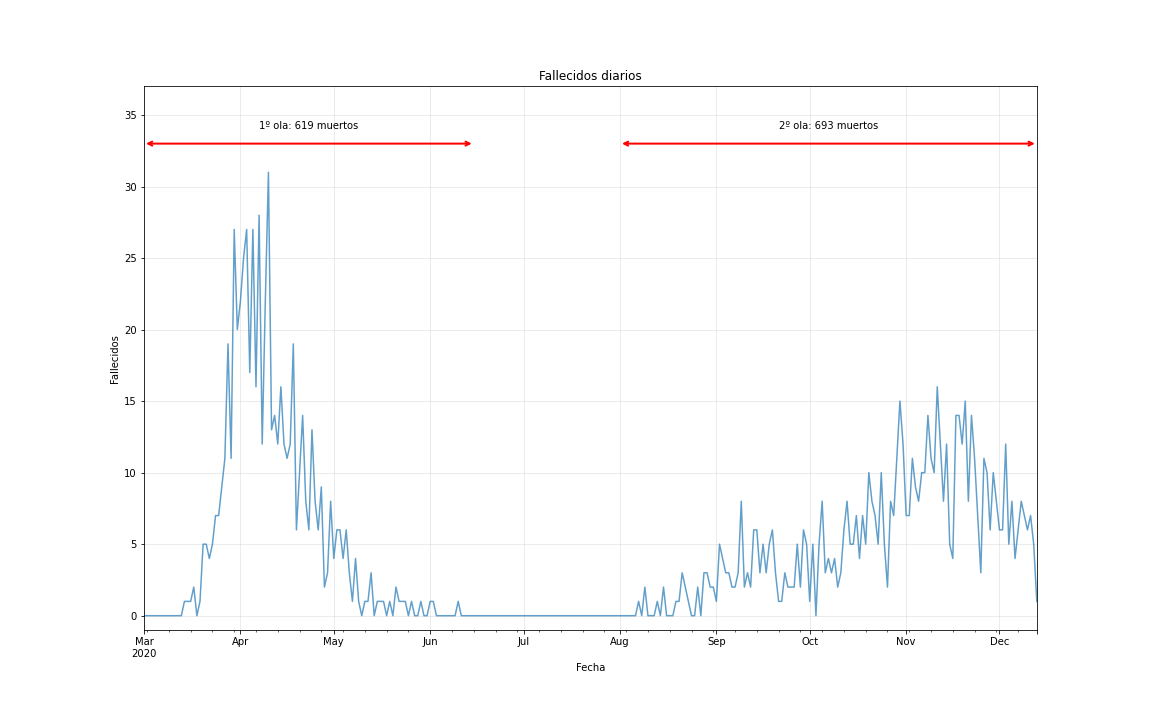 Fallecidos diarios
35
1º ola: 619 muertos
2º ola: 693 muertos
30
25
20
15
10
5
0
Fallecidos
Mar Apr May Jun Jul Aug Sep Oct Nov Dec
2020
Fecha